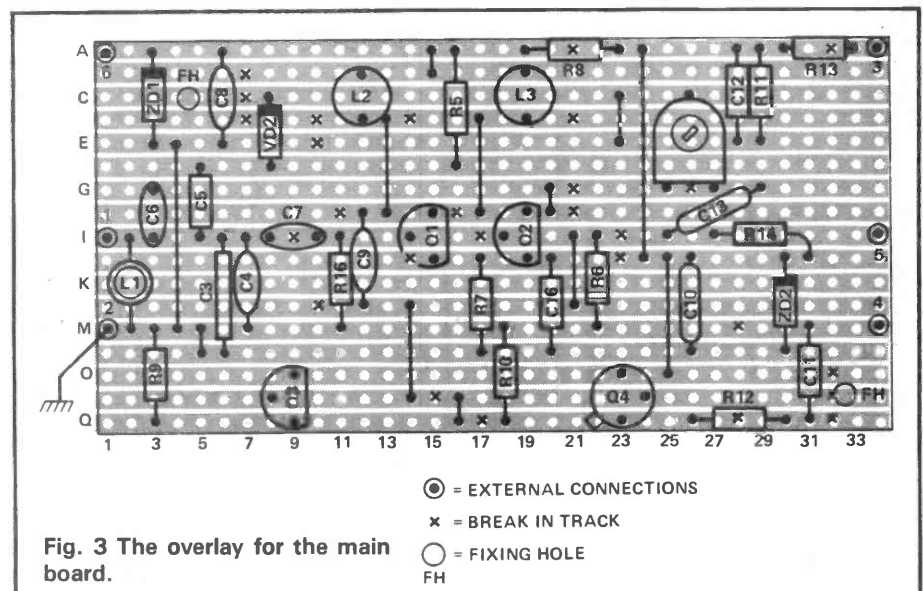 A
6
FH
ZD1
C8
L2
R5
L3
R8
C12
R11
R13
3
C
VD2
E
G
1
C6
C5
C7
Q1
Q2
C13
R14
I
5
K
L1
C3
C4
R16
C9
R7
C16
R6
C10
ZD2
2
M
4
O
R9
Q3
R10
Q4
R12
C11
FH
Q
1 3 5 7 9 11 13 15 17 19 21 23 25 27 29 31 33
= EXTERNAL CONNECTIONS
× = BREAK IN TRACK
= FIXING HOLE
FH
Fig. 3 The overlay for the main
board.